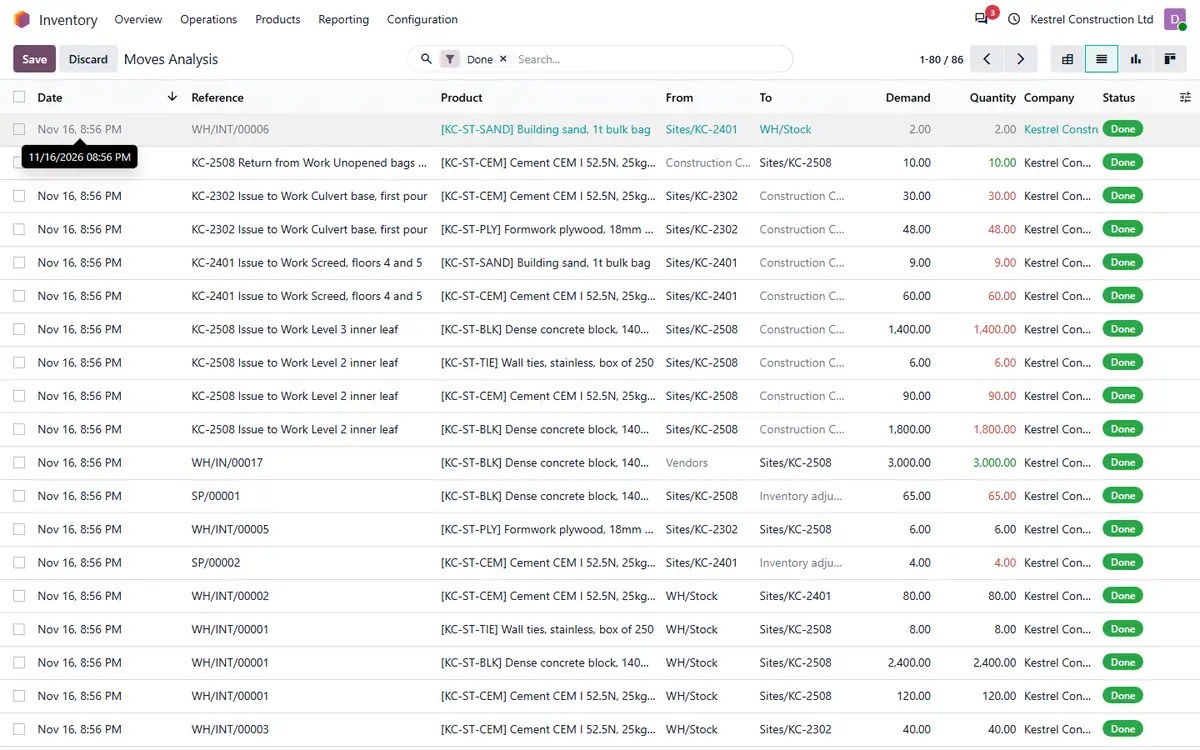 Inventory Overview Operations Products Reporting Configuration 3 Kestrel Construction Ltd D
Save Discard Moves Analysis Done × Search... 1-80 / 86
Date Reference Product From To Demand Quantity Company Status
Nov 16, 8:56 PM WH/INT/00006 [KC-ST-SAND] Building sand, 1t bulk bag Sites/KC-2401 WH/Stock 2.00 2.00 Kestrel Constn Done
11/16/2026 08:56 PM
KC-2508 Return from Work Unopened bags ... [KC-ST-CEM] Cement CEM I 52.5N, 25kg... Construction C... Sites/KC-2508 10.00 10.00 Kestrel Con... Done
Nov 16, 8:56 PM KC-2302 Issue to Work Culvert base, first pour [KC-ST-CEM] Cement CEM I 52.5N, 25kg... Sites/KC-2302 Construction C... 30.00 30.00 Kestrel Con... Done
Nov 16, 8:56 PM KC-2302 Issue to Work Culvert base, first pour [KC-ST-PLY] Formwork plywood, 18mm ... Sites/KC-2302 Construction C... 48.00 48.00 Kestrel Con... Done
Nov 16, 8:56 PM KC-2401 Issue to Work Screed, floors 4 and 5 [KC-ST-SAND] Building sand, 1t bulk bag Sites/KC-2401 Construction C... 9.00 9.00 Kestrel Con... Done
Nov 16, 8:56 PM KC-2401 Issue to Work Screed, floors 4 and 5 [KC-ST-CEM] Cement CEM I 52.5N, 25kg... Sites/KC-2401 Construction C... 60.00 60.00 Kestrel Con... Done
Nov 16, 8:56 PM KC-2508 Issue to Work Level 3 inner leaf [KC-ST-BLK] Dense concrete block, 140... Sites/KC-2508 Construction C... 1,400.00 1,400.00 Kestrel Con... Done
Nov 16, 8:56 PM KC-2508 Issue to Work Level 2 inner leaf [KC-ST-TIE] Wall ties, stainless, box of 250 Sites/KC-2508 Construction C... 6.00 6.00 Kestrel Con... Done
Nov 16, 8:56 PM KC-2508 Issue to Work Level 2 inner leaf [KC-ST-CEM] Cement CEM I 52.5N, 25kg... Sites/KC-2508 Construction C... 90.00 90.00 Kestrel Con... Done
Nov 16, 8:56 PM KC-2508 Issue to Work Level 2 inner leaf [KC-ST-BLK] Dense concrete block, 140... Sites/KC-2508 Construction C... 1,800.00 1,800.00 Kestrel Con... Done
Nov 16, 8:56 PM WH/IN/00017 [KC-ST-BLK] Dense concrete block, 140... Vendors Sites/KC-2508 3,000.00 3,000.00 Kestrel Con... Done
Nov 16, 8:56 PM SP/00001 [KC-ST-BLK] Dense concrete block, 140... Sites/KC-2508 Inventory adju... 65.00 65.00 Kestrel Con... Done
Nov 16, 8:56 PM WH/INT/00005 [KC-ST-PLY] Formwork plywood, 18mm ... Sites/KC-2302 Sites/KC-2508 6.00 6.00 Kestrel Con... Done
Nov 16, 8:56 PM SP/00002 [KC-ST-CEM] Cement CEM I 52.5N, 25kg... Sites/KC-2401 Inventory adju... 4.00 4.00 Kestrel Con... Done
Nov 16, 8:56 PM WH/INT/00002 [KC-ST-CEM] Cement CEM I 52.5N, 25kg... WH/Stock Sites/KC-2401 80.00 80.00 Kestrel Con... Done
Nov 16, 8:56 PM WH/INT/00001 [KC-ST-TIE] Wall ties, stainless, box of 250 WH/Stock Sites/KC-2508 8.00 8.00 Kestrel Con... Done
Nov 16, 8:56 PM WH/INT/00001 [KC-ST-BLK] Dense concrete block, 140... WH/Stock Sites/KC-2508 2,400.00 2,400.00 Kestrel Con... Done
Nov 16, 8:56 PM WH/INT/00001 [KC-ST-CEM] Cement CEM I 52.5N, 25kg... WH/Stock Sites/KC-2508 120.00 120.00 Kestrel Con... Done
Nov 16, 8:56 PM WH/INT/00003 [KC-ST-CEM] Cement CEM I 52.5N, 25kg... WH/Stock Sites/KC-2302 40.00 40.00 Kestrel Con... Done